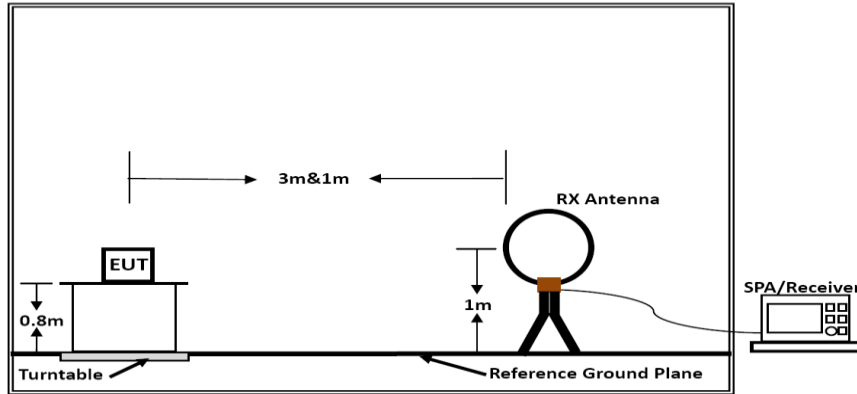 3m&1m
RX Antenna
EUT
SPA/Receiver
0.8m
1m
Turntable
Reference Ground Plane